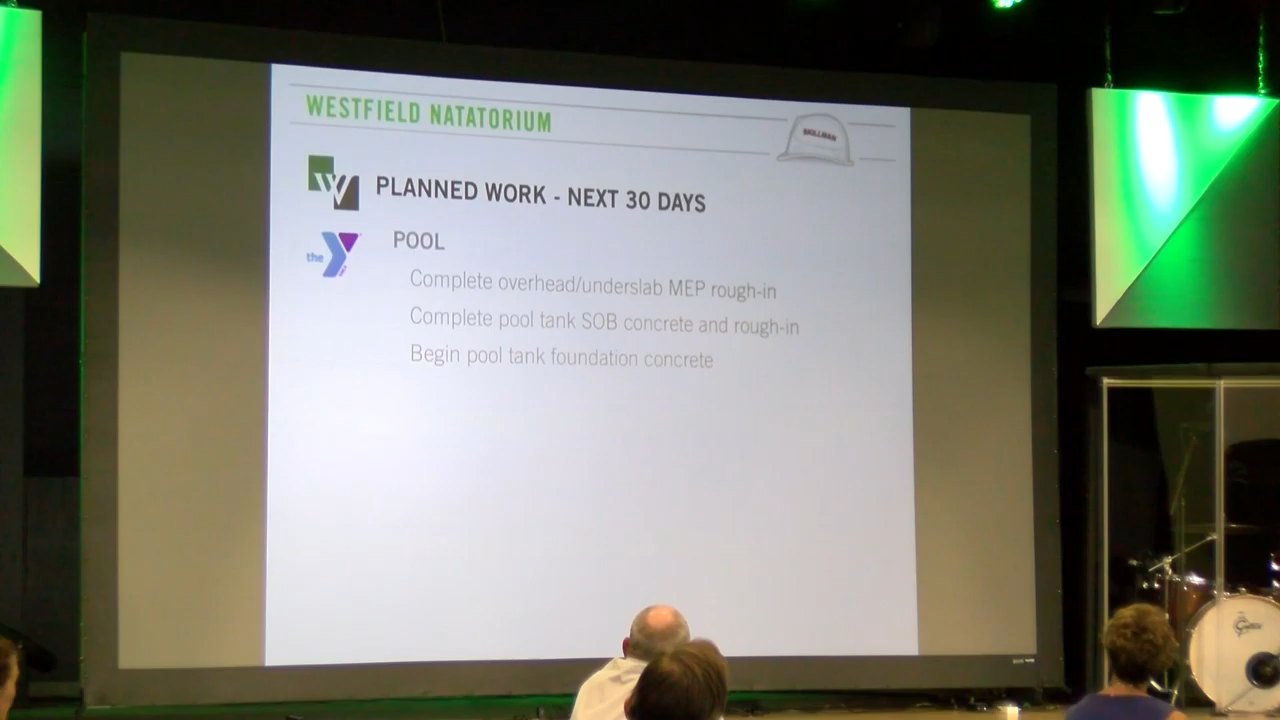 WESTFIELD NATATORIUM
SKILLMAN
W
PLANNED WORK - NEXT 30 DAYS
the Y
POOL
Complete overhead/underslab MEP rough-in
Complete pool tank SOB concrete and rough-in
Begin pool tank foundation concrete
Gretsch